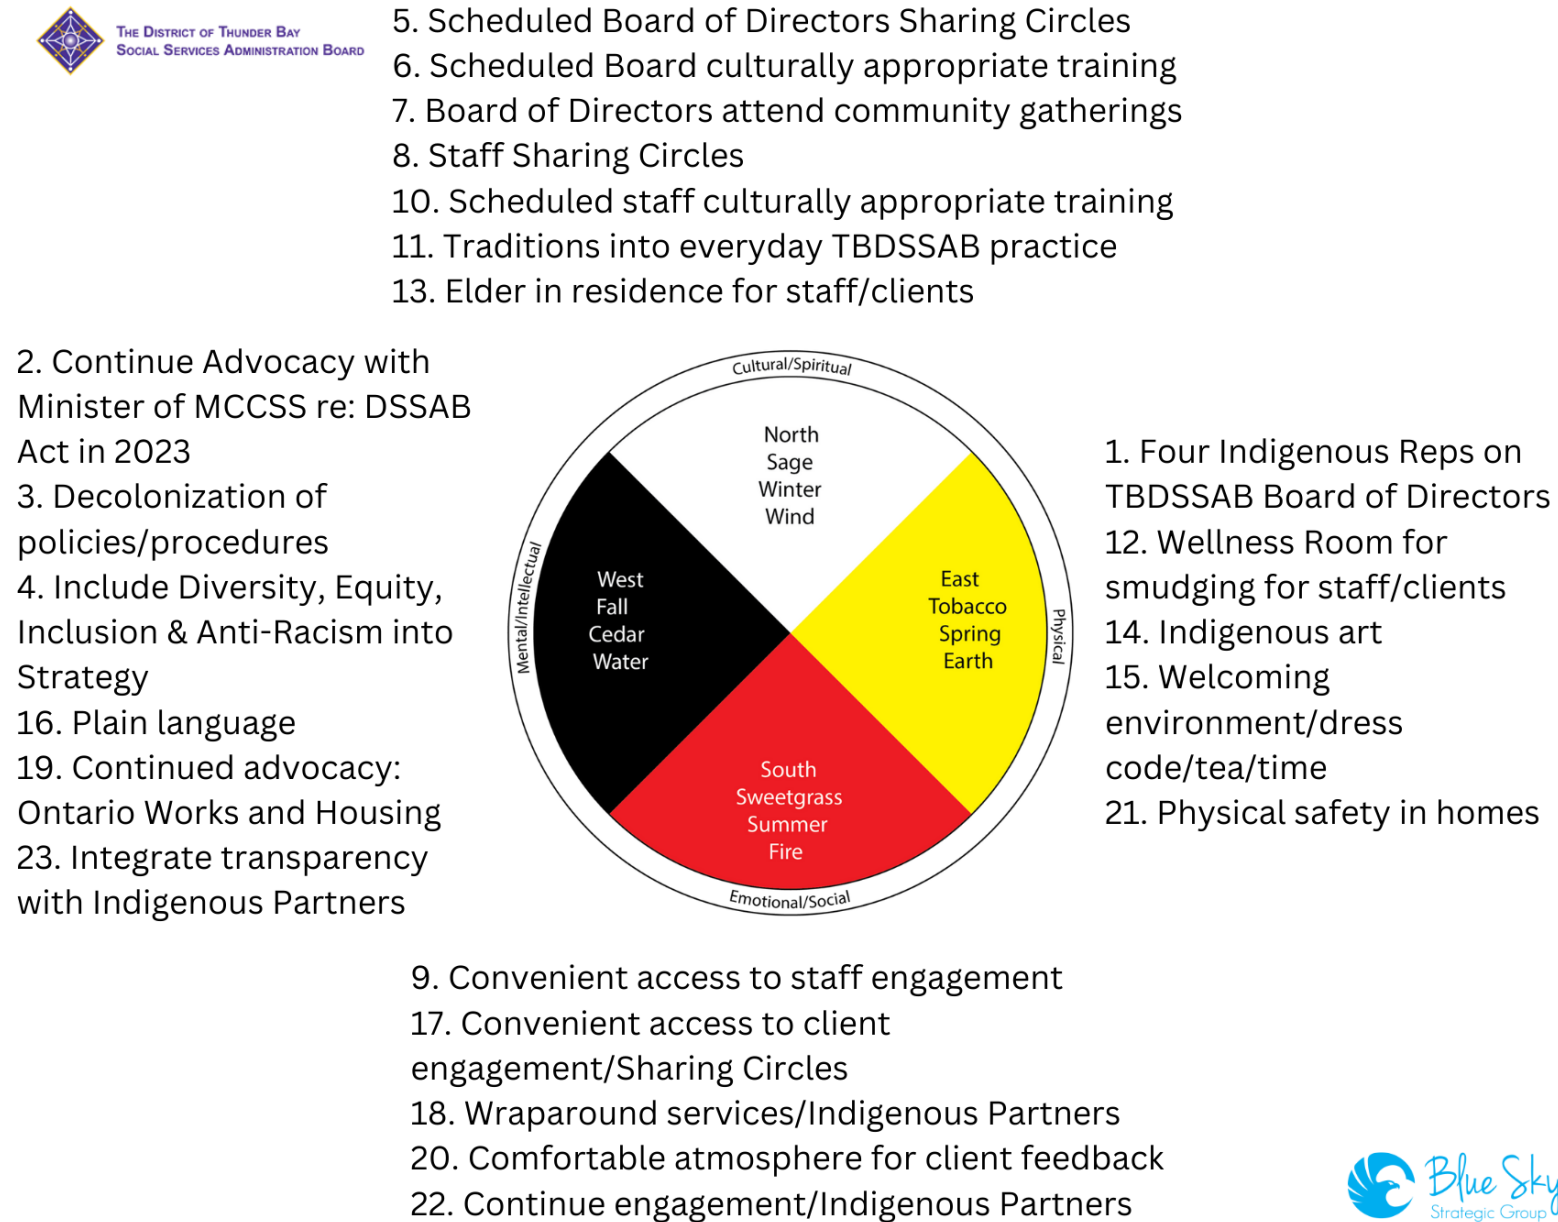 THE DISTRICT OF THUNDER BAY
SOCIAL SERVICES ADMINISTRATION BOARD
5. Scheduled Board of Directors Sharing Circles
6. Scheduled Board culturally appropriate training
7. Board of Directors attend community gatherings
8. Staff Sharing Circles
10. Scheduled staff culturally appropriate training
11. Traditions into everyday TBDSSAB practice
13. Elder in residence for staff/clients
2. Continue Advocacy with
Minister of MCCSS re: DSSAB
Act in 2023
3. Decolonization of
policies/procedures
4. Include Diversity, Equity,
Inclusion & Anti-Racism into
Strategy
16. Plain language
19. Continued advocacy:
Ontario Works and Housing
23. Integrate transparency
with Indigenous Partners
Cultural/Spiritual
North
Sage
Winter
Wind
Mental/Intellectual
West
Fall
Cedar
Water
East
Tobacco
Spring
Earth
Physical
South
Sweetgrass
Summer
Fire
Emotional/Social
1. Four Indigenous Reps on
TBDSSAB Board of Directors
12. Wellness Room for
smudging for staff/clients
14. Indigenous art
15. Welcoming
environment/dress
code/tea/time
21. Physical safety in homes
9. Convenient access to staff engagement
17. Convenient access to client
engagement/Sharing Circles
18. Wraparound services/Indigenous Partners
20. Comfortable atmosphere for client feedback
22. Continue engagement/Indigenous Partners
Blue Sky
Strategic Group